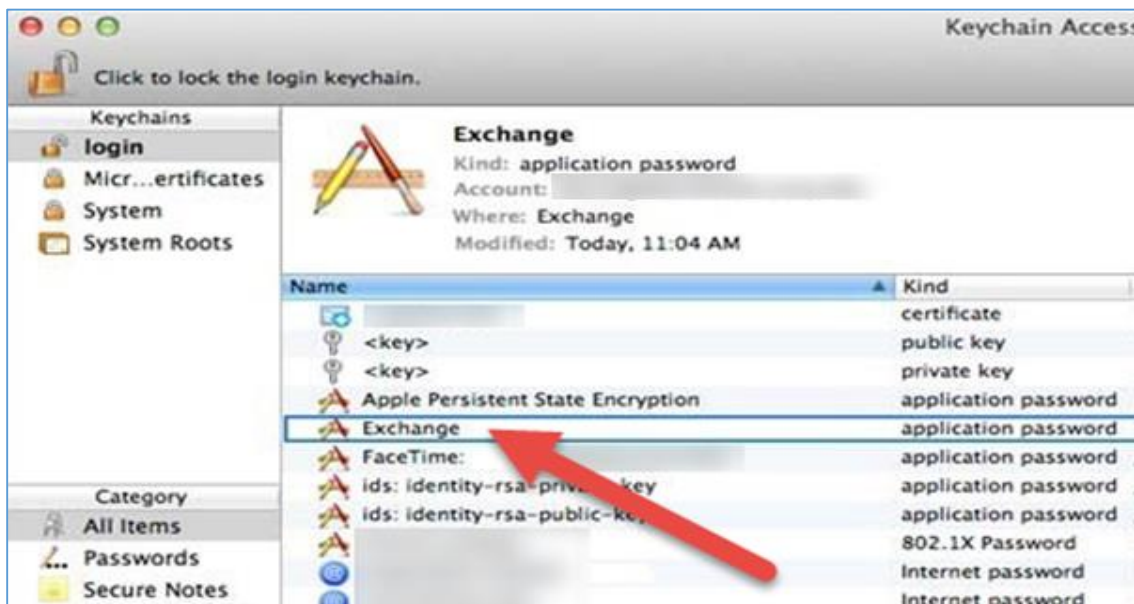 Keychain Access
Click to lock the login keychain.
Keychains
login
Micr...ertificates
System
System Roots
Exchange
Kind: application password
Account:
Where: Exchange
Modified: Today, 11:04 AM
Name Kind
certificate
<key> public key
<key> private key
Apple Persistent State Encryption application password
Exchange application password
FaceTime: application password
ids: identity-rsa-private-key application password
ids: identity-rsa-public-key application password
802.1X Password
Internet password
Internet password
Category
All Items
Passwords
Secure Notes